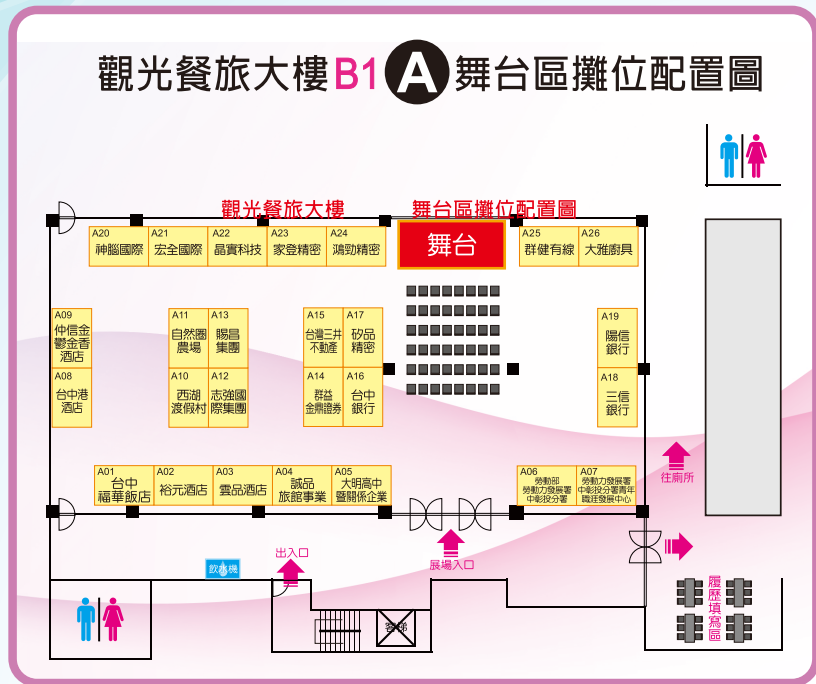 觀光餐旅大樓B1 A 舞台區攤位配置圖
觀光餐旅大樓
舞台區攤位配置圖
A20
神腦國際
A21
宏全國際
A22
晶實科技
A23
家登精密
A24
鴻勁精密
舞台
A25
群健有線
A26
大雅廚具
A09
仲信金
鬱金香
酒店
A08
台中港
酒店
A11
自然圈
農場
A13
賜昌
集團
A10
西湖
渡假村
A12
志強國
際集團
A15
台灣三井
不動產
A17
矽品
精密
A14
群益
金鼎證券
A16
台中
銀行
A19
陽信
銀行
A18
三信
銀行
A01
台中
福華飯店
A02
裕元酒店
A03
雲品酒店
A04
誠品
旅館事業
A05
大明高中
暨關係企業
A06
勞動部
勞動力發展署
中彰投分署
A07
勞動力發展署
中彰投分署青年
職涯發展中心
往廁所
飲水機
出入口
展場入口
客梯
履歷填寫區